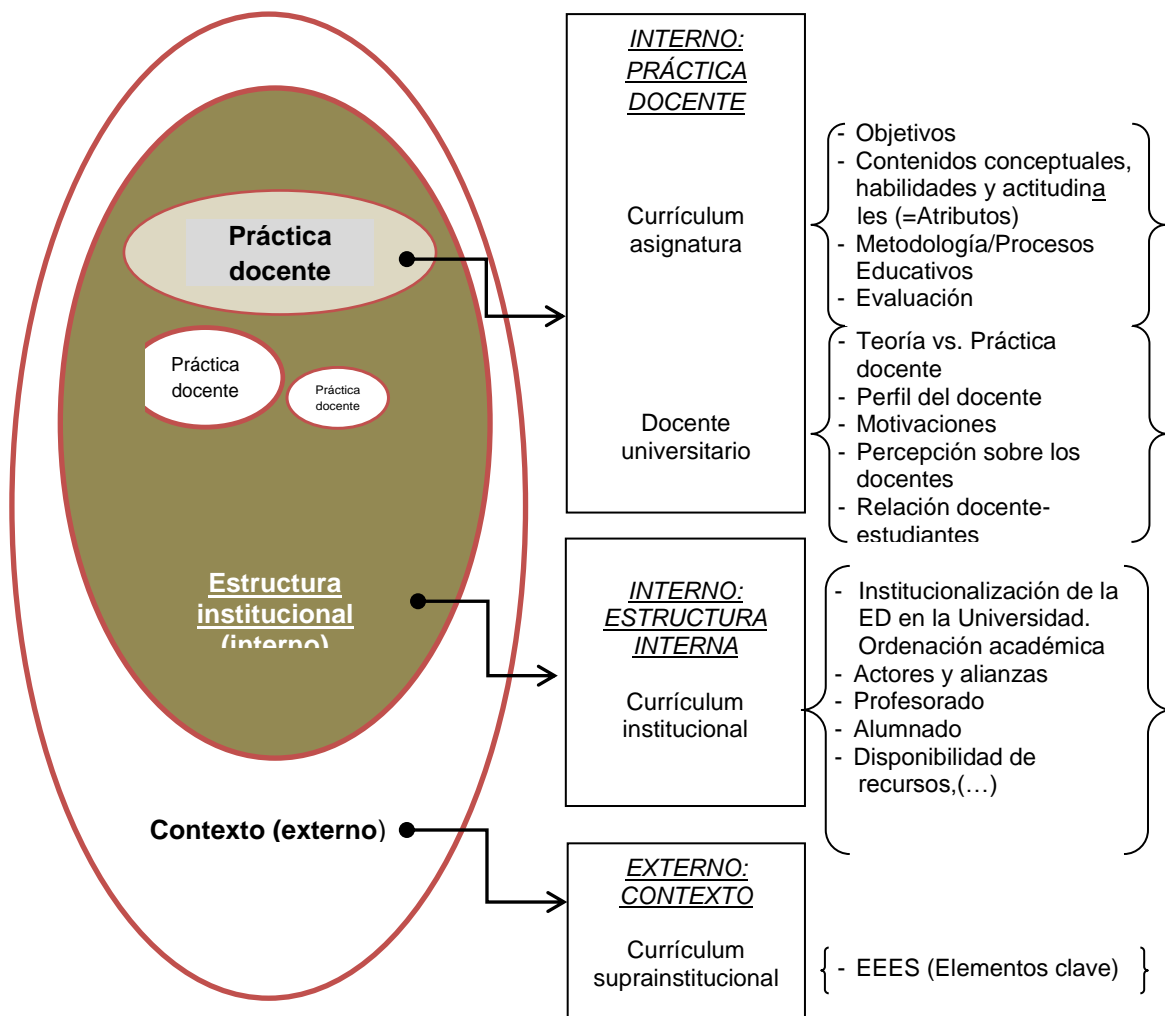 Práctica
docente
Práctica
docente
Práctica
docente
Estructura
institucional
(interno)
Contexto (externo)
INTERNO:
PRÁCTICA
DOCENTE
Currículum
asignatura
Docente
universitario
- Objetivos
- Contenidos conceptuales,
habilidades y actitudina
les (=Atributos)
- Metodología/Procesos
Educativos
- Evaluación
- Teoría vs. Práctica
docente
- Perfil del docente
- Motivaciones
- Percepción sobre los
docentes
- Relación docente-
estudiantes
INTERNO:
ESTRUCTURA
INTERNA
Currículum
institucional
- Institucionalización de la
ED en la Universidad.
Ordenación académica
- Actores y alianzas
- Profesorado
- Alumnado
- Disponibilidad de
recursos,(…)
EXTERNO:
CONTEXTO
Currículum
suprainstitucional
- EEES (Elementos clave)